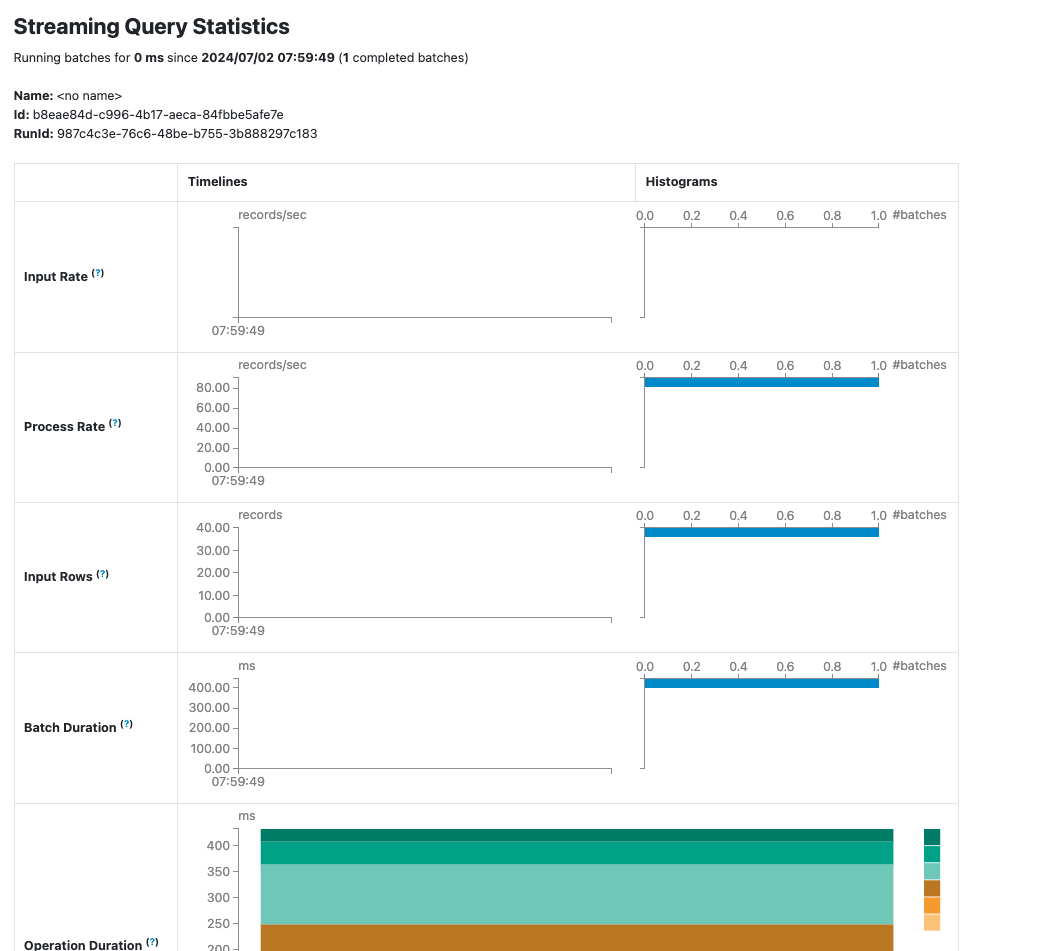 Streaming Query Statistics
Running batches for 0 ms since 2024/07/02 07:59:49 (1 completed batches)
Name: <no name>
Id: b8eae84d-c996-4b17-aeca-84fbbe5afe7e
RunId: 987c4c3e-76c6-48be-b755-3b888297c183
Timelines Histograms
records/sec 0.0 0.2 0.4 0.6 0.8 1.0 #batches
Input Rate (?)
07:59:49
records/sec 0.0 0.2 0.4 0.6 0.8 1.0 #batches
80.00
60.00
Process Rate (?) 40.00
20.00
0.00
07:59:49
records 0.0 0.2 0.4 0.6 0.8 1.0 #batches
40.00
30.00
Input Rows (?) 20.00
10.00
0.00
07:59:49
ms 0.0 0.2 0.4 0.6 0.8 1.0 #batches
400.00
300.00
Batch Duration (?) 200.00
100.00
0.00
07:59:49
ms
400
350
300
250
Operation Duration (?) 200